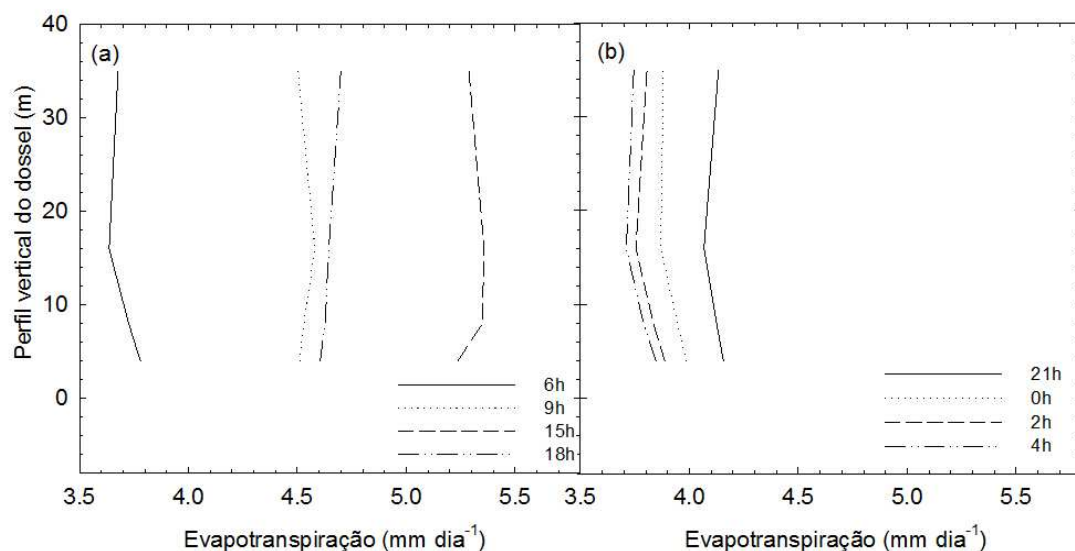 (a)
(b)
Perfil vertical do dossel (m)
40
30
20
10
0
6h
9h
15h
18h
21h
0h
2h
4h
3.5 4.0 4.5 5.0 5.5
3.5 4.0 4.5 5.0 5.5
Evapotranspiração (mm dia⁻¹)
Evapotranspiração (mm dia⁻¹)